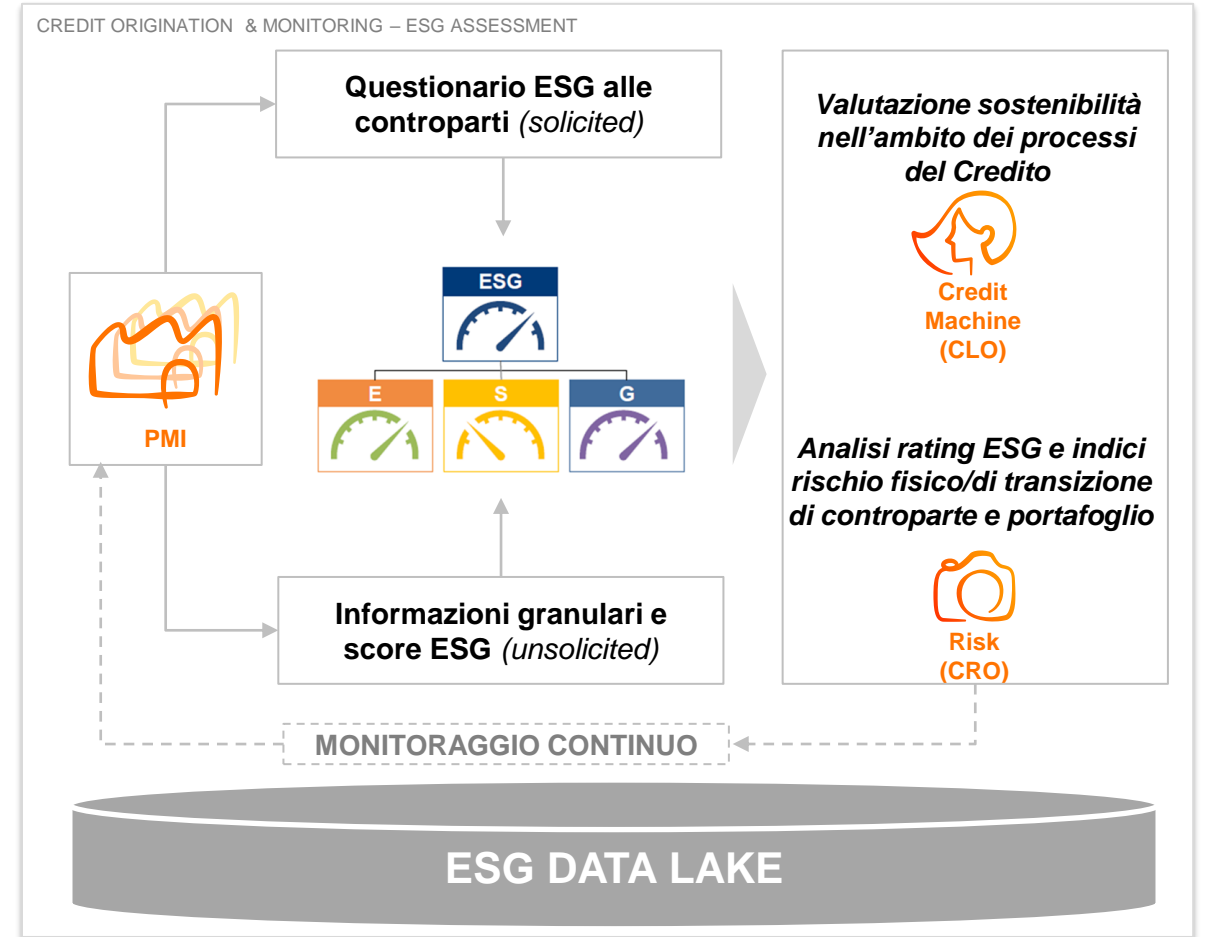 CREDIT ORIGINATION & MONITORING – ESG ASSESSMENT
Questionario ESG alle
controparti (solicited)
PMI
ESG
E
S
G
Informazioni granulari e
score ESG (unsolicited)
Valutazione sostenibilità
nell’ambito dei processi
del Credito
Credit
Machine
(CLO)
Analisi rating ESG e indici
rischio fisico/di transizione
di controparte e portafoglio
Risk
(CRO)
MONITORAGGIO CONTINUO
ESG DATA LAKE